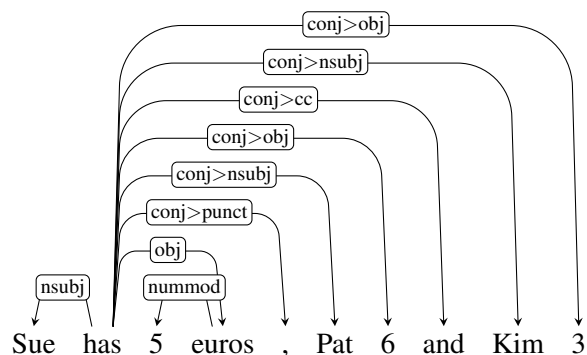 conj>obj
conj>nsubj
conj>cc
conj>obj
conj>nsubj
conj>punct
obj
nsubj nummod
Sue has 5 euros , Pat 6 and Kim 3